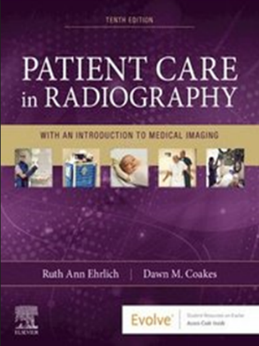 TENTH EDITION
PATIENT CARE
in RADIOGRAPHY
WITH AN INTRODUCTION TO MEDICAL IMAGING
Ruth Ann Ehrlich | Dawn M. Coakes
ELSEVIER
Evolve
Student Resources on Evolve
Access Code Inside